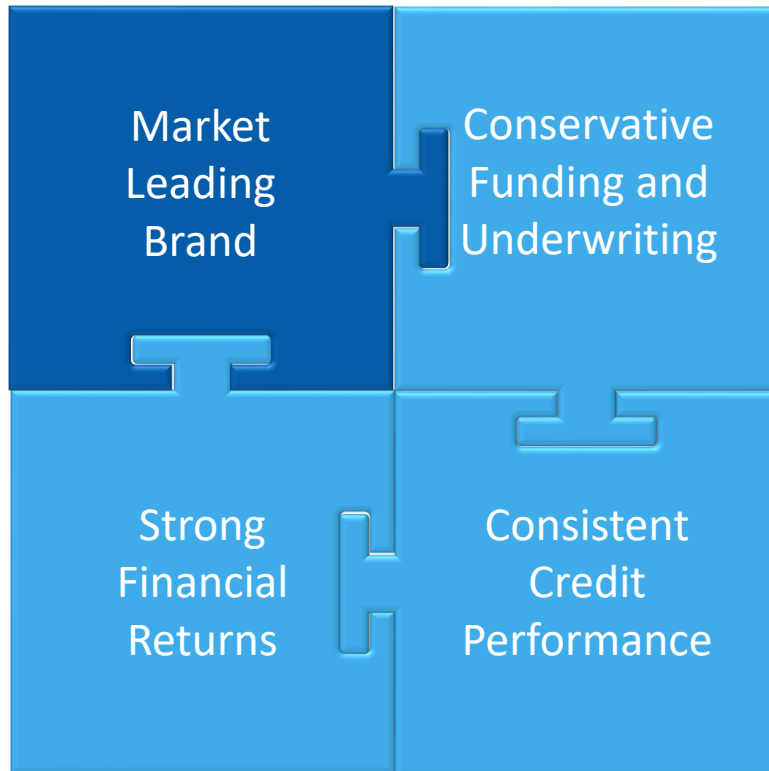 Market
Leading
Brand
Conservative
Funding and
Underwriting
Strong
Financial
Returns
Consistent
Credit
Performance